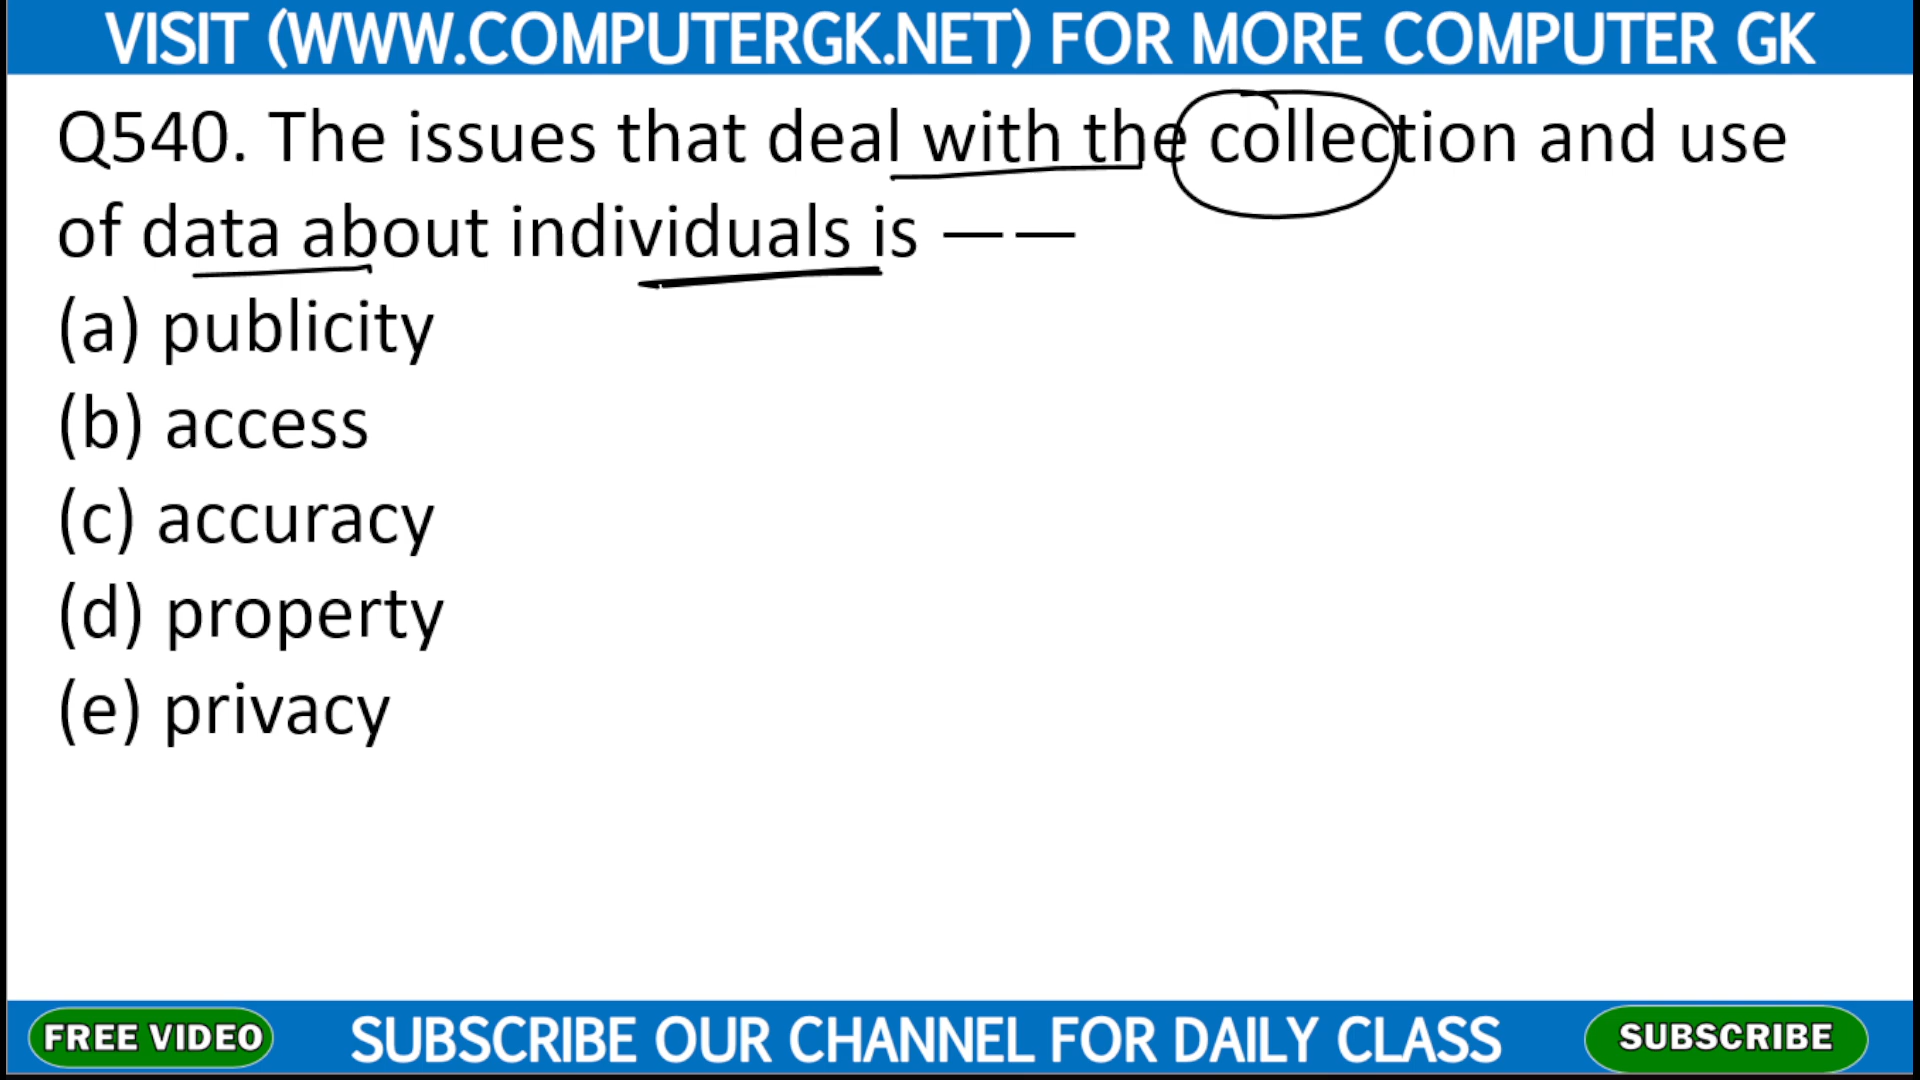 VISIT (WWW.COMPUTERGK.NET) FOR MORE COMPUTER GK
Q540. The issues that deal with the collection and use
of data about individuals is — —
(a) publicity
(b) access
(c) accuracy
(d) property
(e) privacy
FREE VIDEO SUBSCRIBE OUR CHANNEL FOR DAILY CLASS SUBSCRIBE